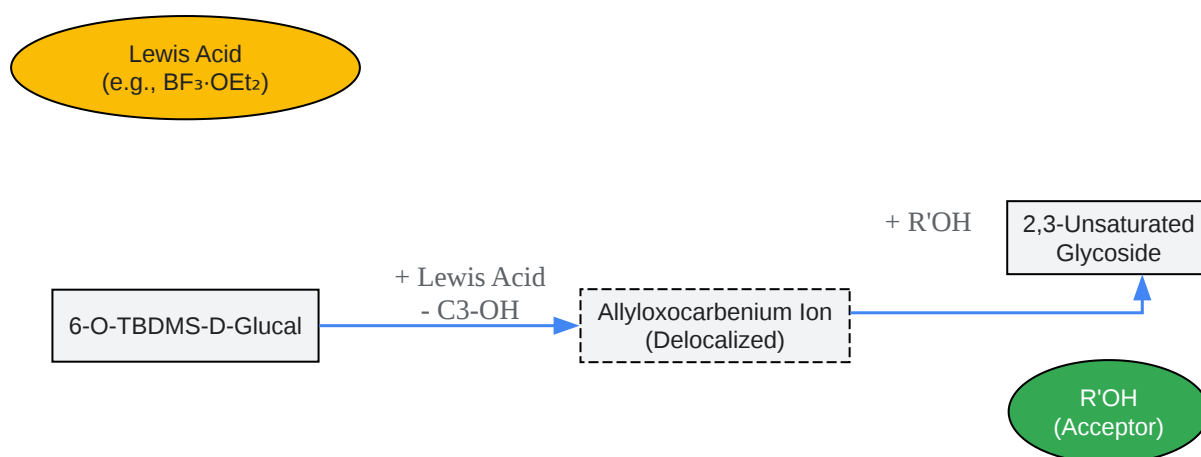 Lewis Acid
(e.g., BF₃·OEt₂)
+ R'OH
2,3-Unsaturated
Glycoside
+ Lewis Acid
- C3-OH
6-O-TBDMS-D-Glucal
Allyloxocarbenium Ion
(Delocalized)
R'OH
(Acceptor)